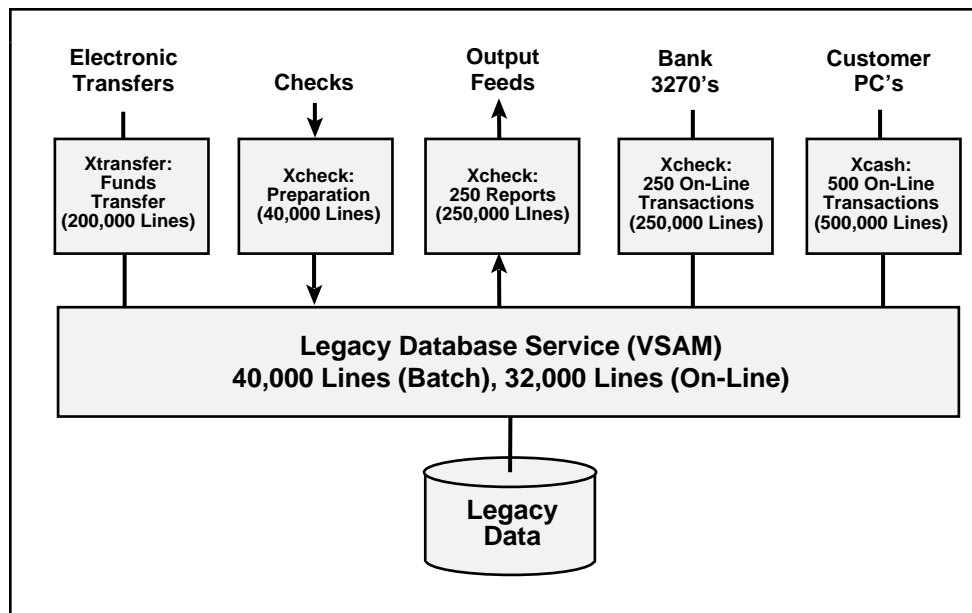 Electronic
Transfers
Checks
Output
Feeds
Bank
3270's
Customer
PC's
Xtransfer:
Funds
Transfer
(200,000 Lines)
Xcheck:
Preparation
(40,000 Lines)
Xcheck:
250 Reports
(250,000 LInes)
Xcheck:
250 On-Line
Transactions
(250,000 Lines)
Xcash:
500 On-Line
Transactions
(500,000 Lines)
Legacy Database Service (VSAM)
40,000 Lines (Batch), 32,000 Lines (On-Line)
Legacy
Data